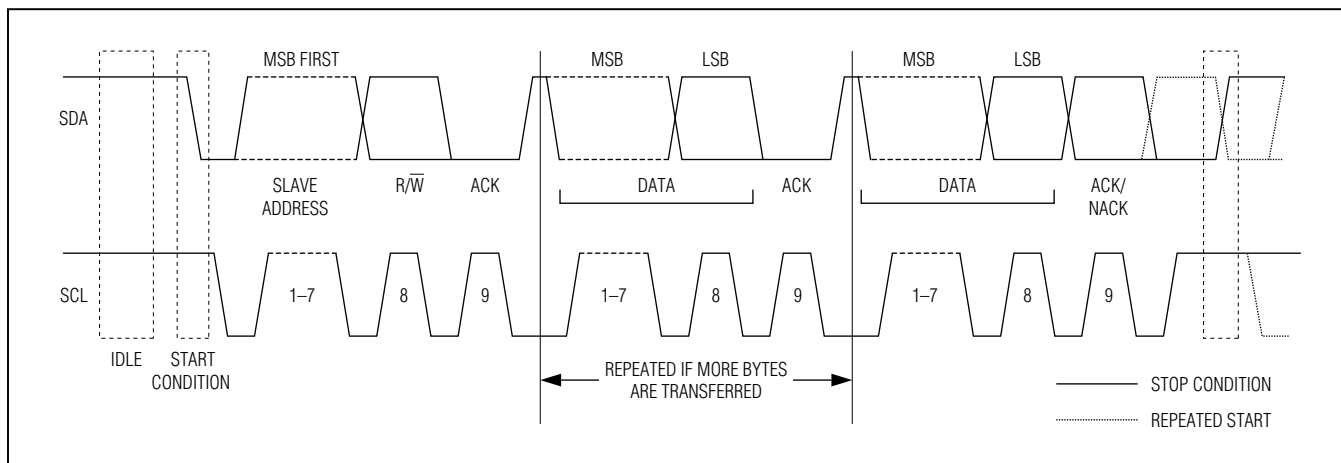 MSB FIRST
MSB
LSB
MSB
LSB
SDA
SLAVE
ADDRESS
R/W̅
ACK
DATA
ACK
DATA
ACK/
NACK
SCL
1–7
8
9
1–7
8
9
1–7
8
9
IDLE
START
CONDITION
REPEATED IF MORE BYTES
ARE TRANSFERRED
STOP CONDITION
REPEATED START